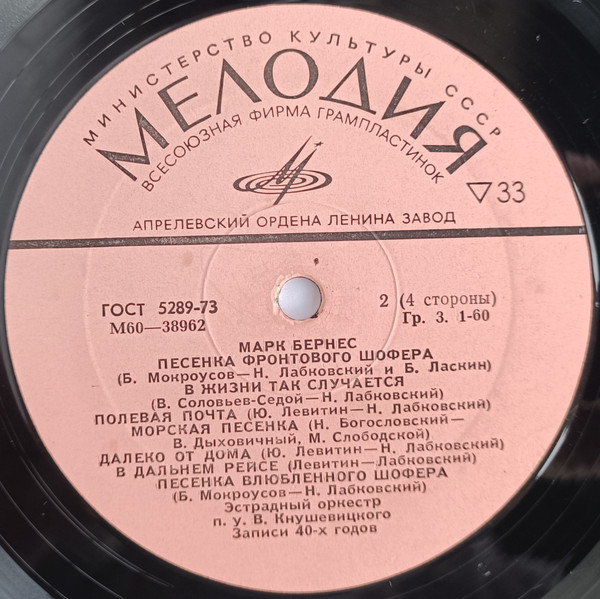 МИНИСТЕРСТВО КУЛЬТУРЫ СССР
МЕЛОДИЯ
ВСЕСОЮЗНАЯ ФИРМА ГРАМПЛАСТИНОК
▽33
АПРЕЛЕВСКИЙ ОРДЕНА ЛЕНИНА ЗАВОД
ГОСТ 5289-73
М60—38962
2 (4 стороны)
Гр. 3. 1-60
МАРК БЕРНЕС
ПЕСЕНКА ФРОНТОВОГО ШОФЕРА
(Б. Мокроусов—Н. Лабковский и Б. Ласкин)
В ЖИЗНИ ТАК СЛУЧАЕТСЯ
(В. Соловьев-Седой—Н. Лабковский)
ПОЛЕВАЯ ПОЧТА (Ю. Левитин—Н. Лабковский)
МОРСКАЯ ПЕСЕНКА (Н. Богословский—
В. Дыховичный, М. Слободской)
ДАЛЕКО ОТ ДОМА (Ю. Левитин—Н. Лабковский)
В ДАЛЬНЕМ РЕЙСЕ (Левитин—Лабковский)
ПЕСЕНКА ВЛЮБЛЕННОГО ШОФЕРА
(Б. Мокроусов—Н. Лабковский)
Эстрадный оркестр
п. у. В. Кнушевицкого
Записи 40-х годов